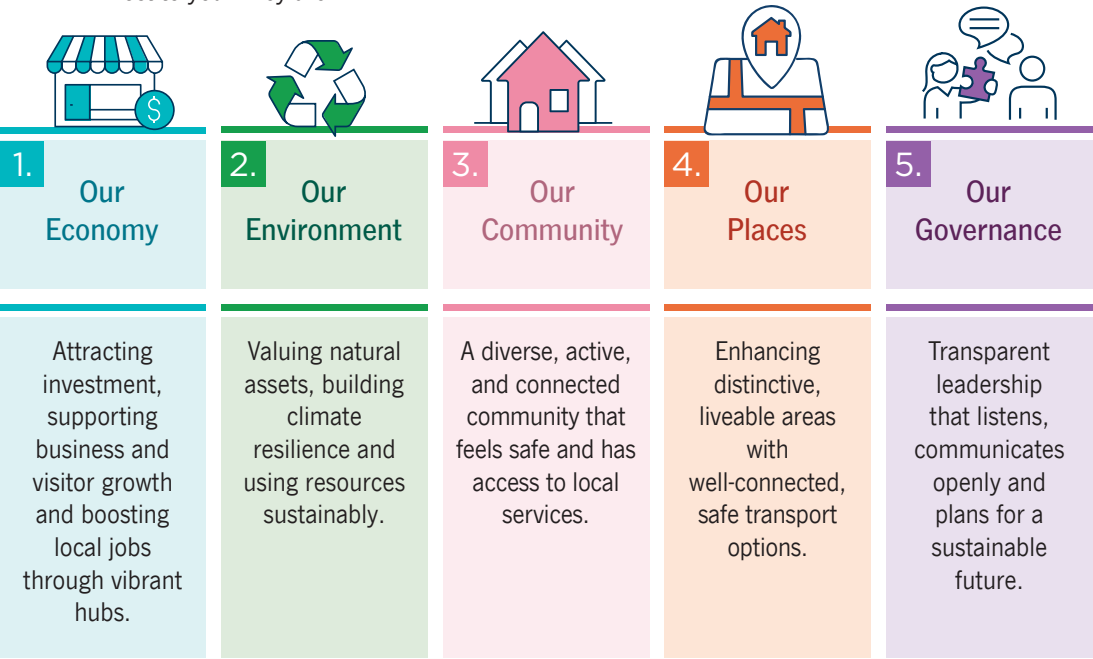 1.
Our
Economy
Attracting
investment,
supporting
business and
visitor growth
and boosting
local jobs
through vibrant
hubs.
2.
Our
Environment
Valuing natural
assets, building
climate
resilience and
using resources
sustainably.
3.
Our
Community
A diverse, active,
and connected
community that
feels safe and has
access to local
services.
4.
Our
Places
Enhancing
distinctive,
liveable areas
with
well-connected,
safe transport
options.
5.
Our
Governance
Transparent
leadership
that listens,
communicates
openly and
plans for a
sustainable
future.
$